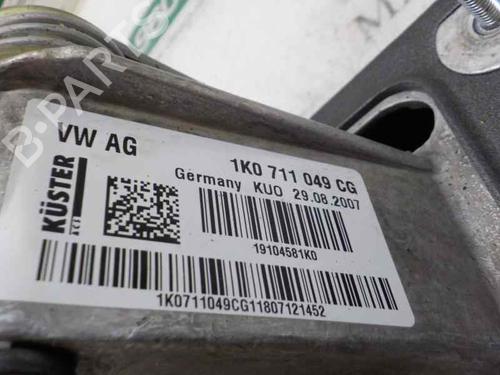 B-PARTS
VW AG
1K0 711 049 CG
Germany KUO 29.08.2007
KÜSTER
19104581K0
1K0711049CG11807121452